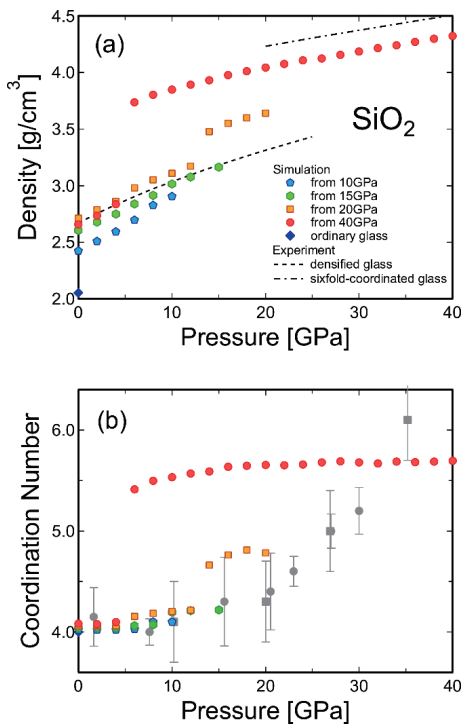 (a)
4.5
4.0
3.5
3.0
2.5
2.0
Density [g/cm³]
SiO₂
Simulation
from 10GPa
from 15GPa
from 20GPa
from 40GPa
ordinary glass
Experiment
densified glass
sixfold-coordinated glass
0 10 20 30 40
Pressure [GPa]
(b)
6.0
5.0
4.0
Coordination Number
0 10 20 30 40
Pressure [GPa]